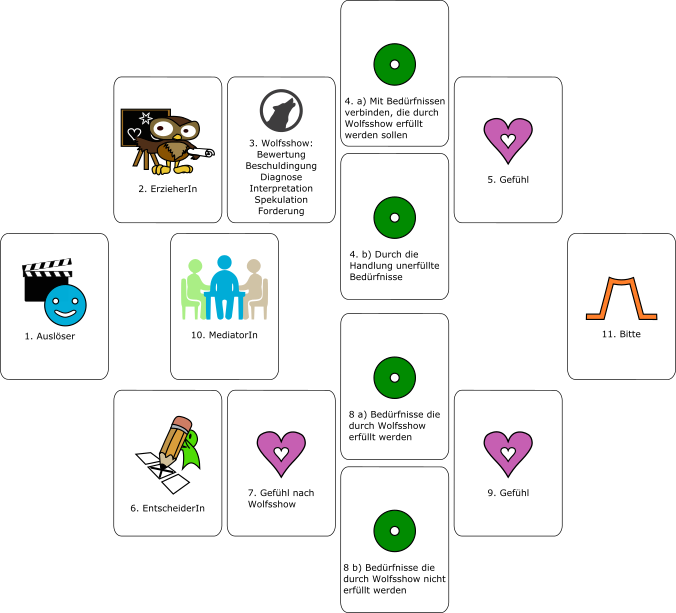 1. Auslöser
2. ErzieherIn
3. Wolfsshow:
Bewertung
Beschuldigung
Diagnose
Interpretation
Spekulation
Forderung
4. a) Mit Bedürfnissen
verbinden, die durch
Wolfsshow erfüllt
werden sollen
4. b) Durch die
Handlung unerfüllte
Bedürfnisse
5. Gefühl
6. EntscheiderIn
7. Gefühl nach
Wolfsshow
8 a) Bedürfnisse die
durch Wolfsshow
erfüllt werden
8 b) Bedürfnisse die
durch Wolfsshow nicht
erfüllt werden
9. Gefühl
10. MediatorIn
11. Bitte